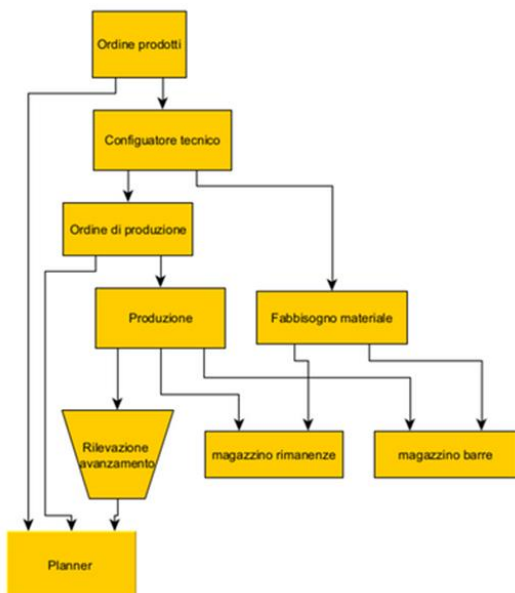 Ordine prodotti
Configuatore tecnico
Ordine di produzione
Produzione
Fabbisogno materiale
Rilevazione
avanzamento
magazzino rimanenze
magazzino barre
Planner